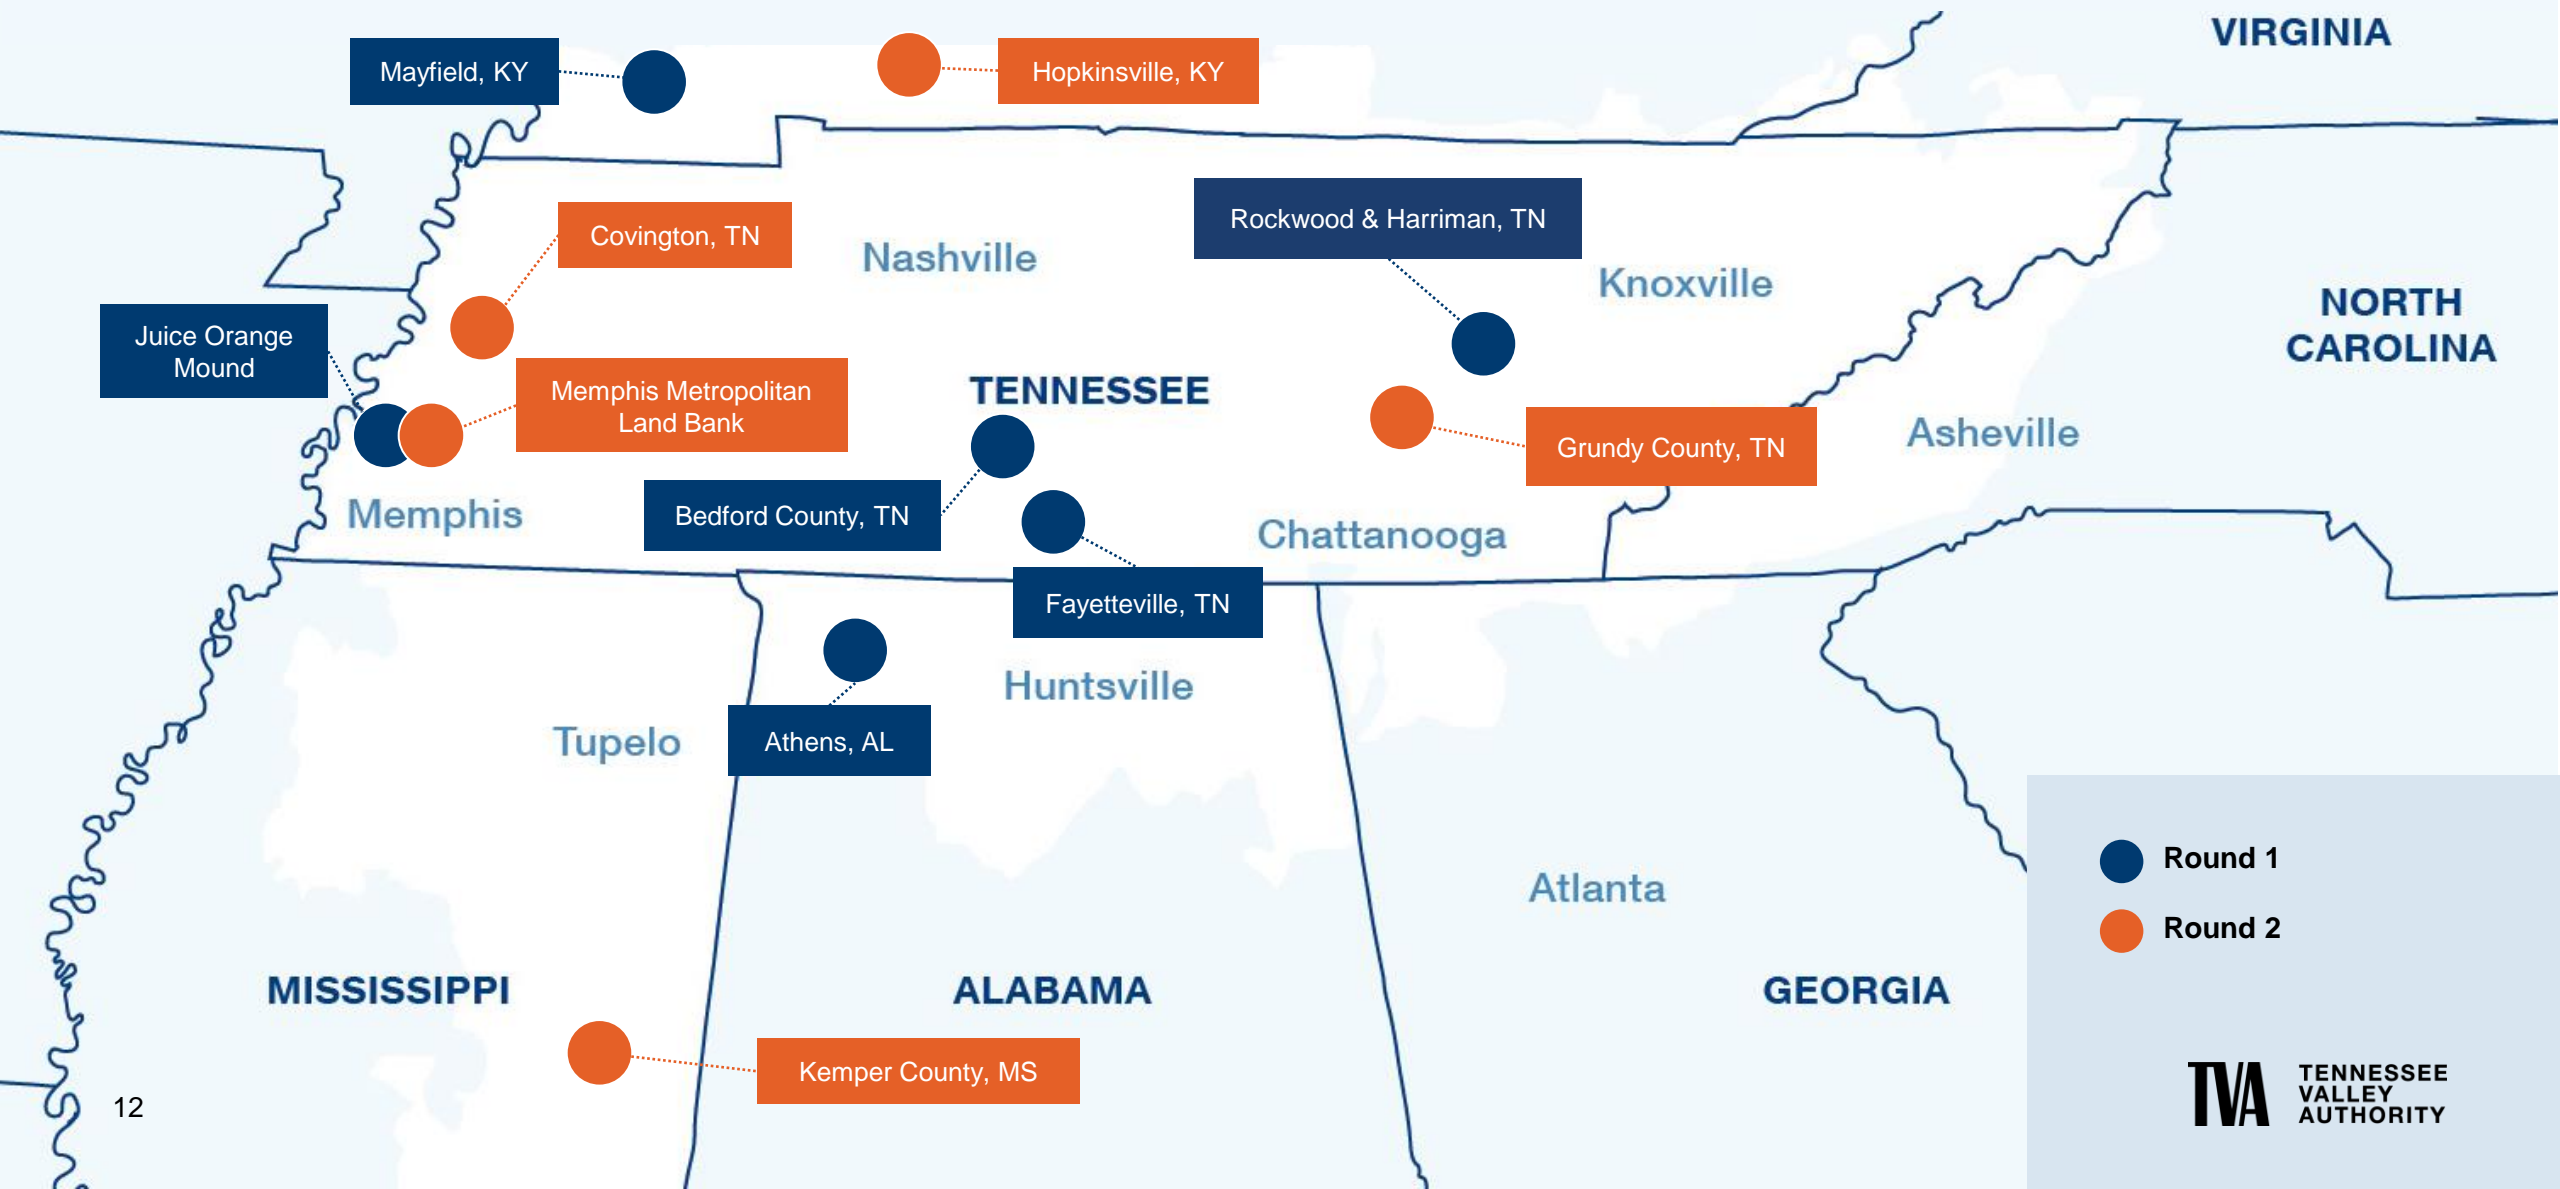 VIRGINIA
Mayfield, KY
Hopkinsville, KY
Rockwood & Harriman, TN
Covington, TN
Nashville
Knoxville
NORTH
CAROLINA
Juice Orange
Mound
Memphis Metropolitan
Land Bank
TENNESSEE
Grundy County, TN
Asheville
Memphis
Bedford County, TN
Chattanooga
Fayetteville, TN
Huntsville
Tupelo
Athens, AL
Atlanta
Round 1
Round 2
MISSISSIPPI
ALABAMA
GEORGIA
Kemper County, MS
12
TVA
TENNESSEE
VALLEY
AUTHORITY